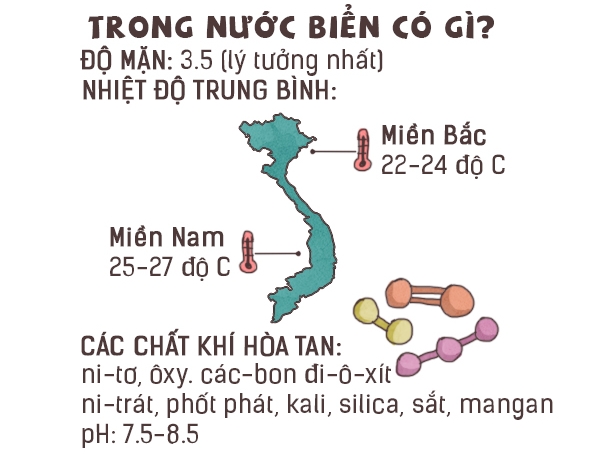 TRONG NƯỚC BIỂN CÓ GÌ?
ĐỘ MẶN: 3.5 (lý tưởng nhất)
NHIỆT ĐỘ TRUNG BÌNH:
Miền Bắc
22-24 độ C
Miền Nam
25-27 độ C
CÁC CHẤT KHÍ HÒA TAN:
ni-tơ, ôxy. các-bon đi-ô-xít
ni-trát, phốt phát, kali, silica, sắt, mangan
pH: 7.5-8.5